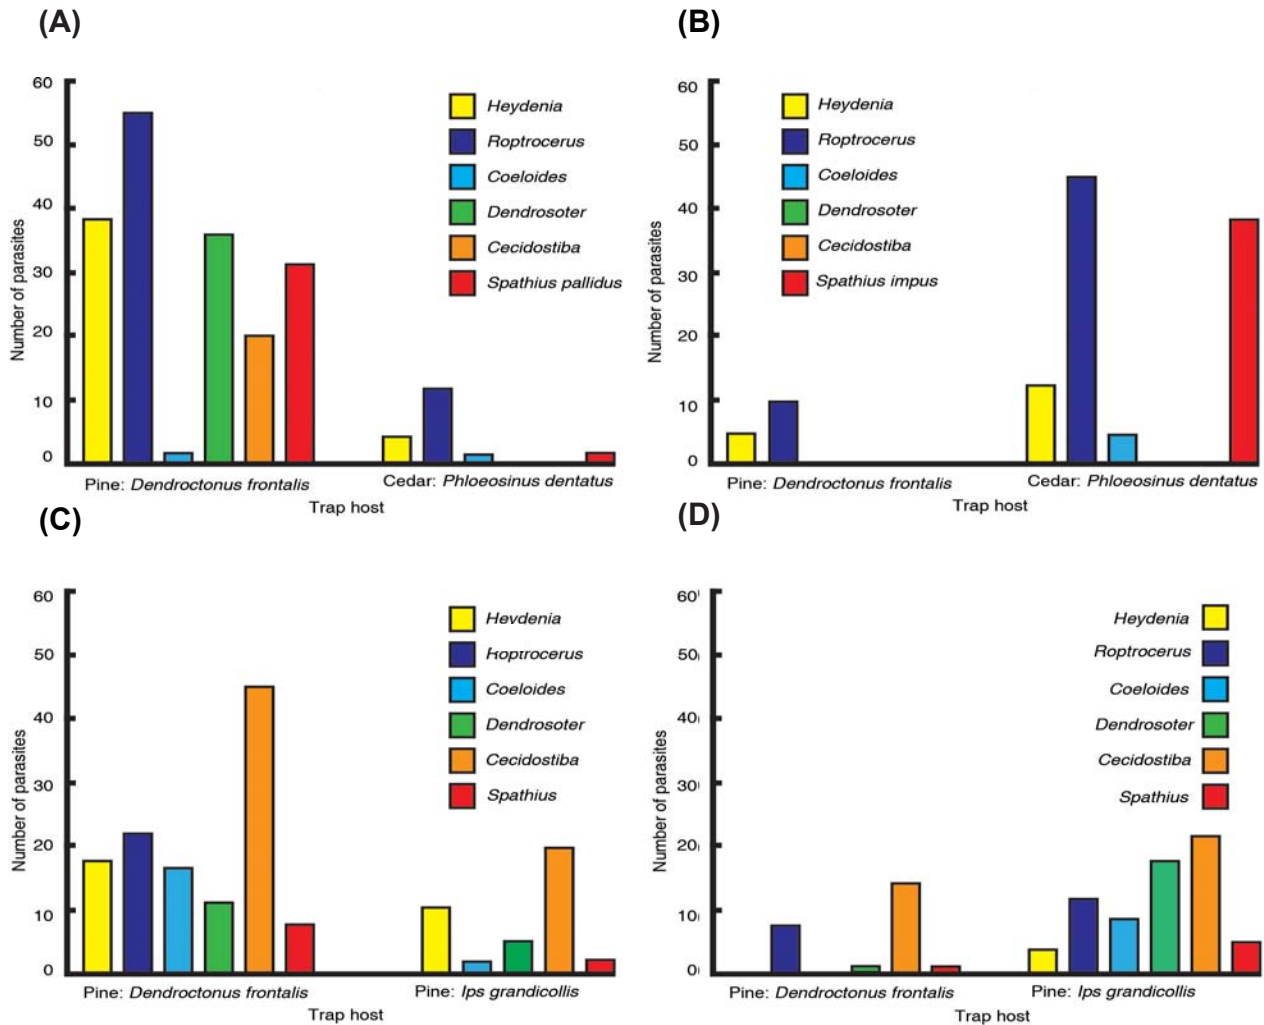 (A)
60
50
40
30
20
10
0
Number of parasites
Heydenia
Roptrocerus
Coeloides
Dendrosoter
Cecidostiba
Spathius pallidus
Pine: Dendroctonus frontalis
Cedar: Phloeosinus dentatus
Trap host
(B)
60
50
40
30
20
10
0
Number of parasites
Heydenia
Roptrocerus
Coeloides
Dendrosoter
Cecidostiba
Spathius impus
Pine: Dendroctonus frontalis
Cedar: Phloeosinus dentatus
Trap host
(C)
60
50
40
30
20
10
0
Number of parasites
Heydenia
Roptrocerus
Coeloides
Dendrosoter
Cecidostiba
Spathius
Pine: Dendroctonus frontalis
Pine: Ips grandicollis
Trap host
(D)
60
50
40
30
20
10
0
Number of parasites
Heydenia
Roptrocerus
Coeloides
Dendrosoter
Cecidostiba
Spathius
Pine: Dendroctonus frontalis
Pine: Ips grandicollis
Trap host